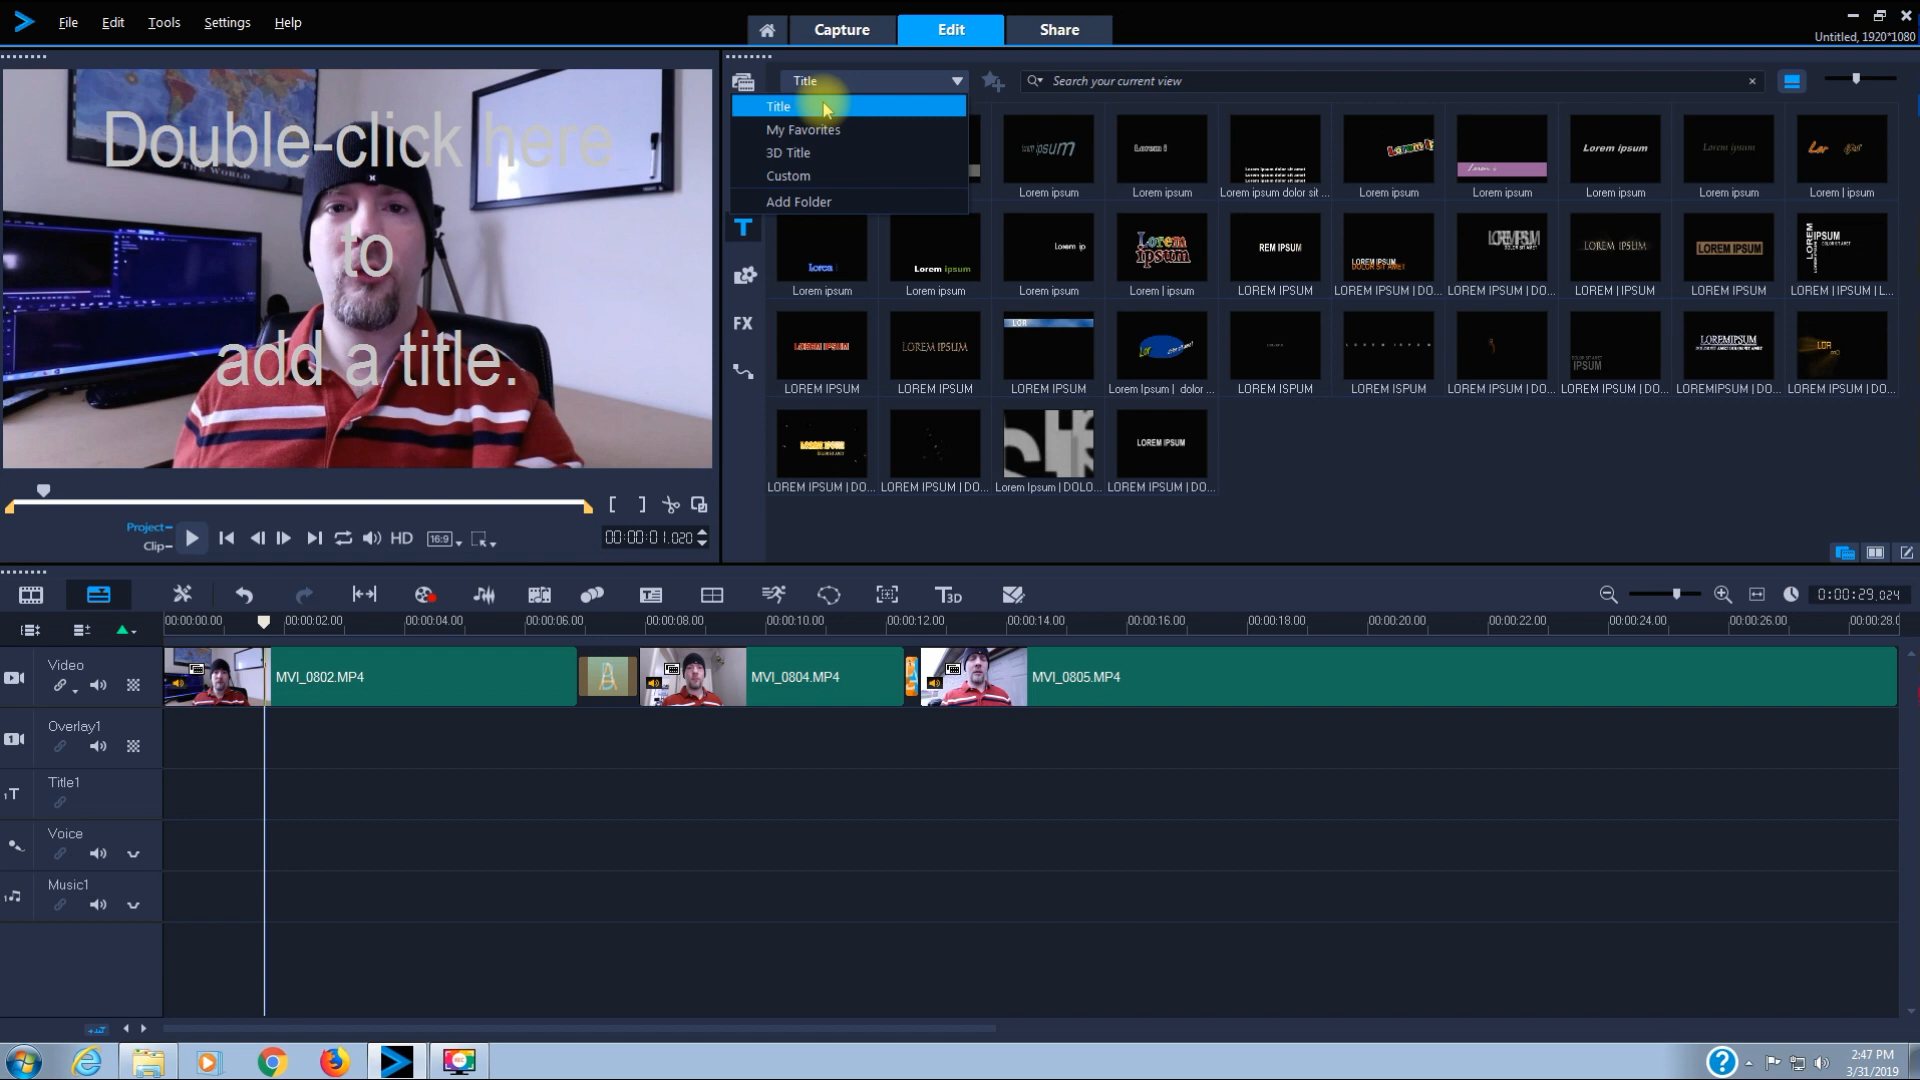 File Edit Tools Settings Help
Capture Edit Share
Untitled, 1920*1080
Double-click here
to
add a title.
Title
Search your current view
Title
My Favorites
3D Title
Custom
Add Folder
Lorem ipsum
Lorem ipsum
Lorem ipsum dolor sit ...
Lorem ipsum
Lorem ipsum
Lorem ipsum
Lorem ipsum
Lorem | ipsum
Lorem ipsum
Lorem ipsum
Lorem ipsum
Lorem | ipsum
LOREM IPSUM
LOREM IPSUM | DO...
LOREM IPSUM | DO...
LOREM | IPSUM
LOREM IPSUM
LOREM | IPSUM | L...
FX
LOREM IPSUM
LOREM IPSUM
LOREM IPSUM
Lorem Ipsum | dolor ...
LOREM ISPUM
LOREM ISPUM
LOREM IPSUM | DO...
LOREM IPSUM | DO...
LOREMIPSUM | DO...
LOREM IPSUM | DO...
LOREM IPSUM | DO...
LOREM IPSUM | DO...
Lorem Ipsum | DOLO...
LOREM IPSUM | DO...
Project
Clip
HD
16:9
00:00:01.020
T3D
0:00:29.024
00:00:00.00 00:00:02.00 00:00:04.00 00:00:06.00 00:00:08.00 00:00:10.00 00:00:12.00 00:00:14.00 00:00:16.00 00:00:18.00 00:00:20.00 00:00:22.00 00:00:24.00 00:00:26.00 00:00:28.0
Video
MVI_0802.MP4
MVI_0804.MP4
MVI_0805.MP4
Overlay1
Title1
Voice
Music1
2:47 PM
3/31/2019